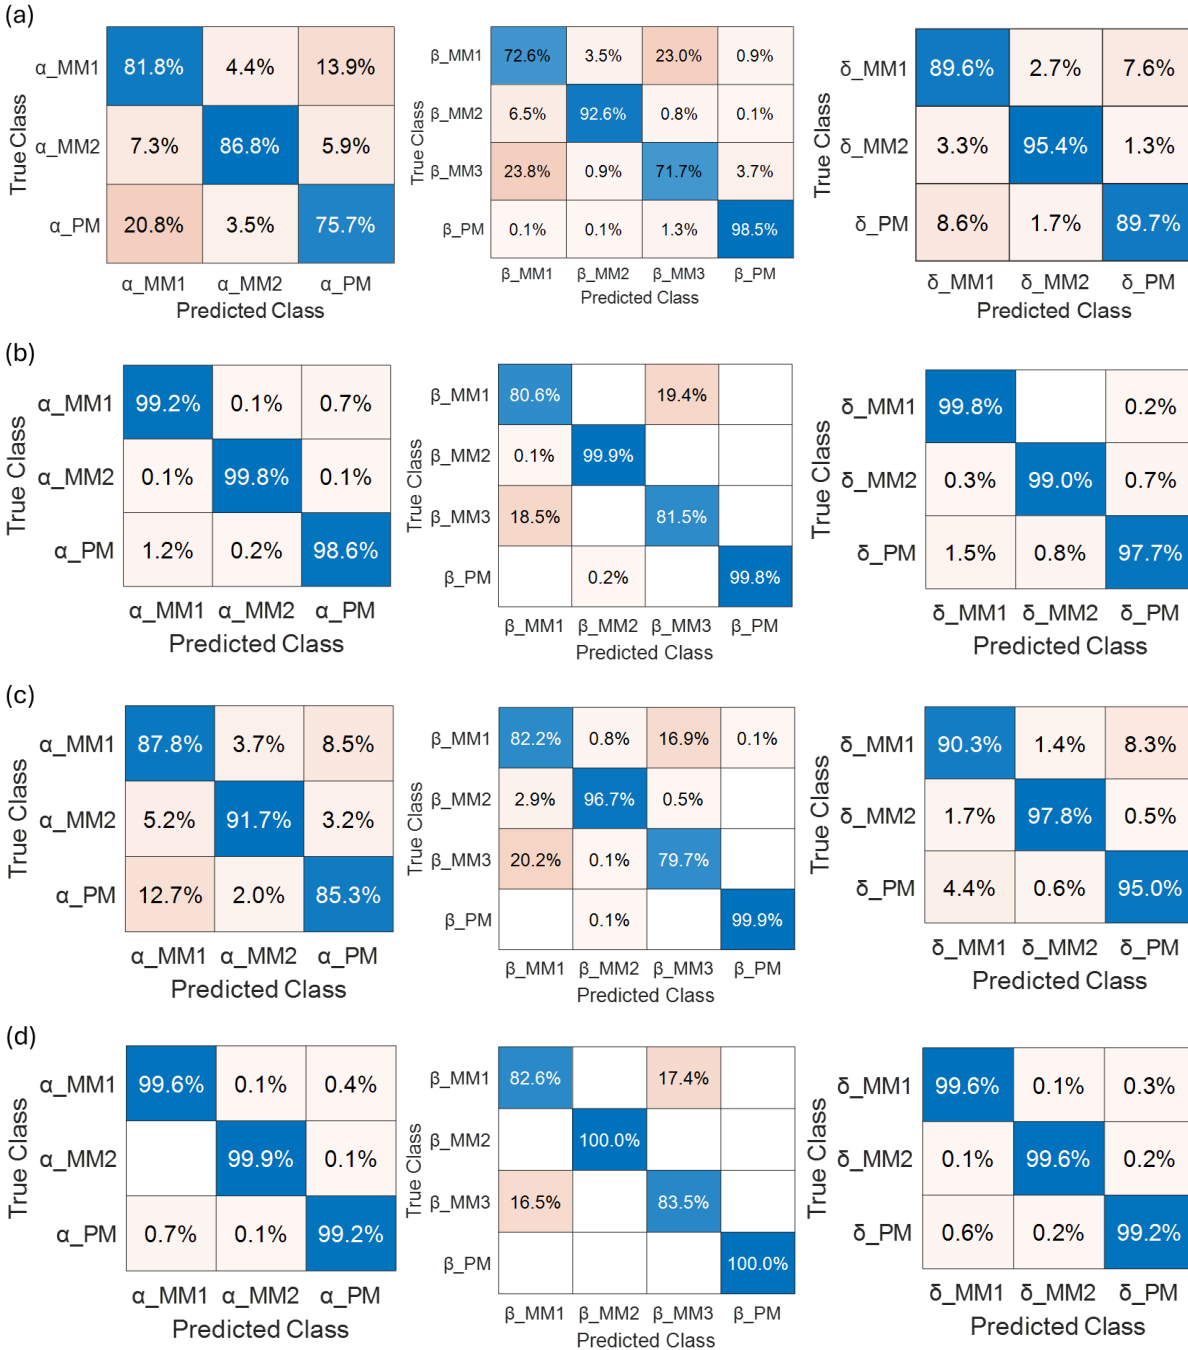 (a)
True Class
α_MM1 81.8% 4.4% 13.9%
α_MM2 7.3% 86.8% 5.9%
α_PM 20.8% 3.5% 75.7%
α_MM1 α_MM2 α_PM
Predicted Class
True Class
β_MM1 72.6% 3.5% 23.0% 0.9%
β_MM2 6.5% 92.6% 0.8% 0.1%
β_MM3 23.8% 0.9% 71.7% 3.7%
β_PM 0.1% 0.1% 1.3% 98.5%
β_MM1 β_MM2 β_MM3 β_PM
Predicted Class
True Class
δ_MM1 89.6% 2.7% 7.6%
δ_MM2 3.3% 95.4% 1.3%
δ_PM 8.6% 1.7% 89.7%
δ_MM1 δ_MM2 δ_PM
Predicted Class
(b)
True Class
α_MM1 99.2% 0.1% 0.7%
α_MM2 0.1% 99.8% 0.1%
α_PM 1.2% 0.2% 98.6%
α_MM1 α_MM2 α_PM
Predicted Class
True Class
β_MM1 80.6% 19.4%
β_MM2 0.1% 99.9%
β_MM3 18.5% 81.5%
β_PM 0.2% 99.8%
β_MM1 β_MM2 β_MM3 β_PM
Predicted Class
True Class
δ_MM1 99.8% 0.2%
δ_MM2 0.3% 99.0% 0.7%
δ_PM 1.5% 0.8% 97.7%
δ_MM1 δ_MM2 δ_PM
Predicted Class
(c)
True Class
α_MM1 87.8% 3.7% 8.5%
α_MM2 5.2% 91.7% 3.2%
α_PM 12.7% 2.0% 85.3%
α_MM1 α_MM2 α_PM
Predicted Class
True Class
β_MM1 82.2% 0.8% 16.9% 0.1%
β_MM2 2.9% 96.7% 0.5%
β_MM3 20.2% 0.1% 79.7%
β_PM 0.1% 99.9%
β_MM1 β_MM2 β_MM3 β_PM
Predicted Class
True Class
δ_MM1 90.3% 1.4% 8.3%
δ_MM2 1.7% 97.8% 0.5%
δ_PM 4.4% 0.6% 95.0%
δ_MM1 δ_MM2 δ_PM
Predicted Class
(d)
True Class
α_MM1 99.6% 0.1% 0.4%
α_MM2 99.9% 0.1%
α_PM 0.7% 0.1% 99.2%
α_MM1 α_MM2 α_PM
Predicted Class
True Class
β_MM1 82.6% 17.4%
β_MM2 100.0%
β_MM3 16.5% 83.5%
β_PM 100.0%
β_MM1 β_MM2 β_MM3 β_PM
Predicted Class
True Class
δ_MM1 99.6% 0.1% 0.3%
δ_MM2 0.1% 99.6% 0.2%
δ_PM 0.6% 0.2% 99.2%
δ_MM1 δ_MM2 δ_PM
Predicted Class